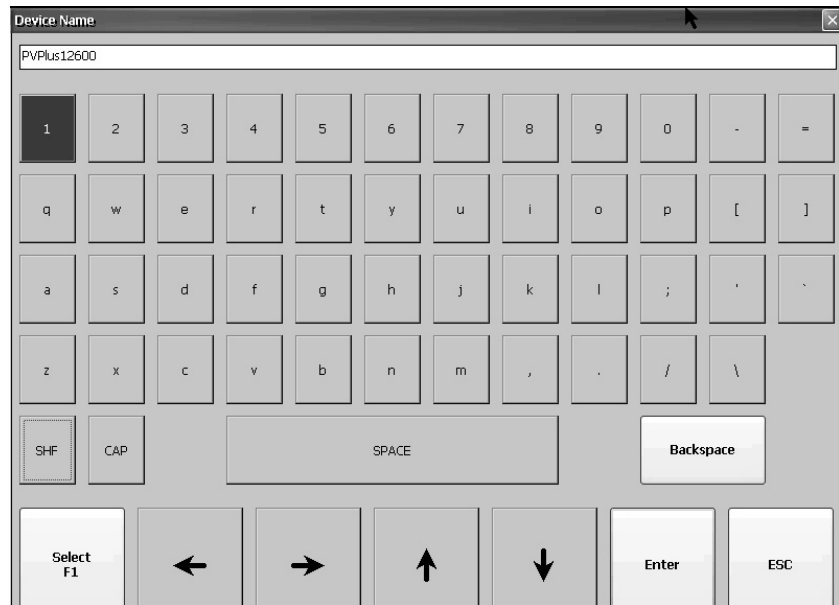 Device Name
PVPlus12600
1 2 3 4 5 6 7 8 9 0 - =
q w e r t y u i o p [ ]
a s d f g h j k l ; ' `
z x c v b n m , . / \
SHF CAP SPACE Backspace
Select
F1
Enter ESC